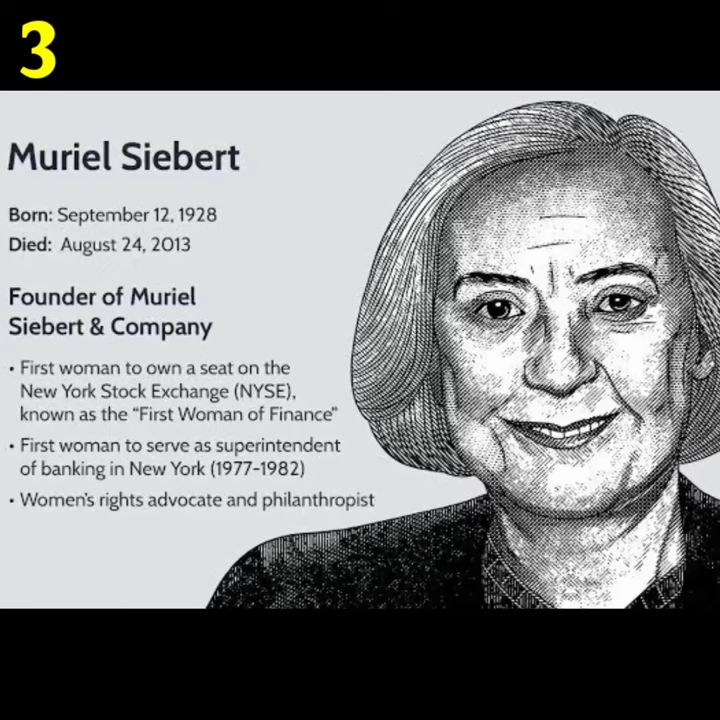 3
Muriel Siebert
Born: September 12, 1928
Died: August 24, 2013
Founder of Muriel
Siebert & Company
• First woman to own a seat on the
New York Stock Exchange (NYSE),
known as the “First Woman of Finance”
• First woman to serve as superintendent
of banking in New York (1977-1982)
• Women’s rights advocate and philanthropist